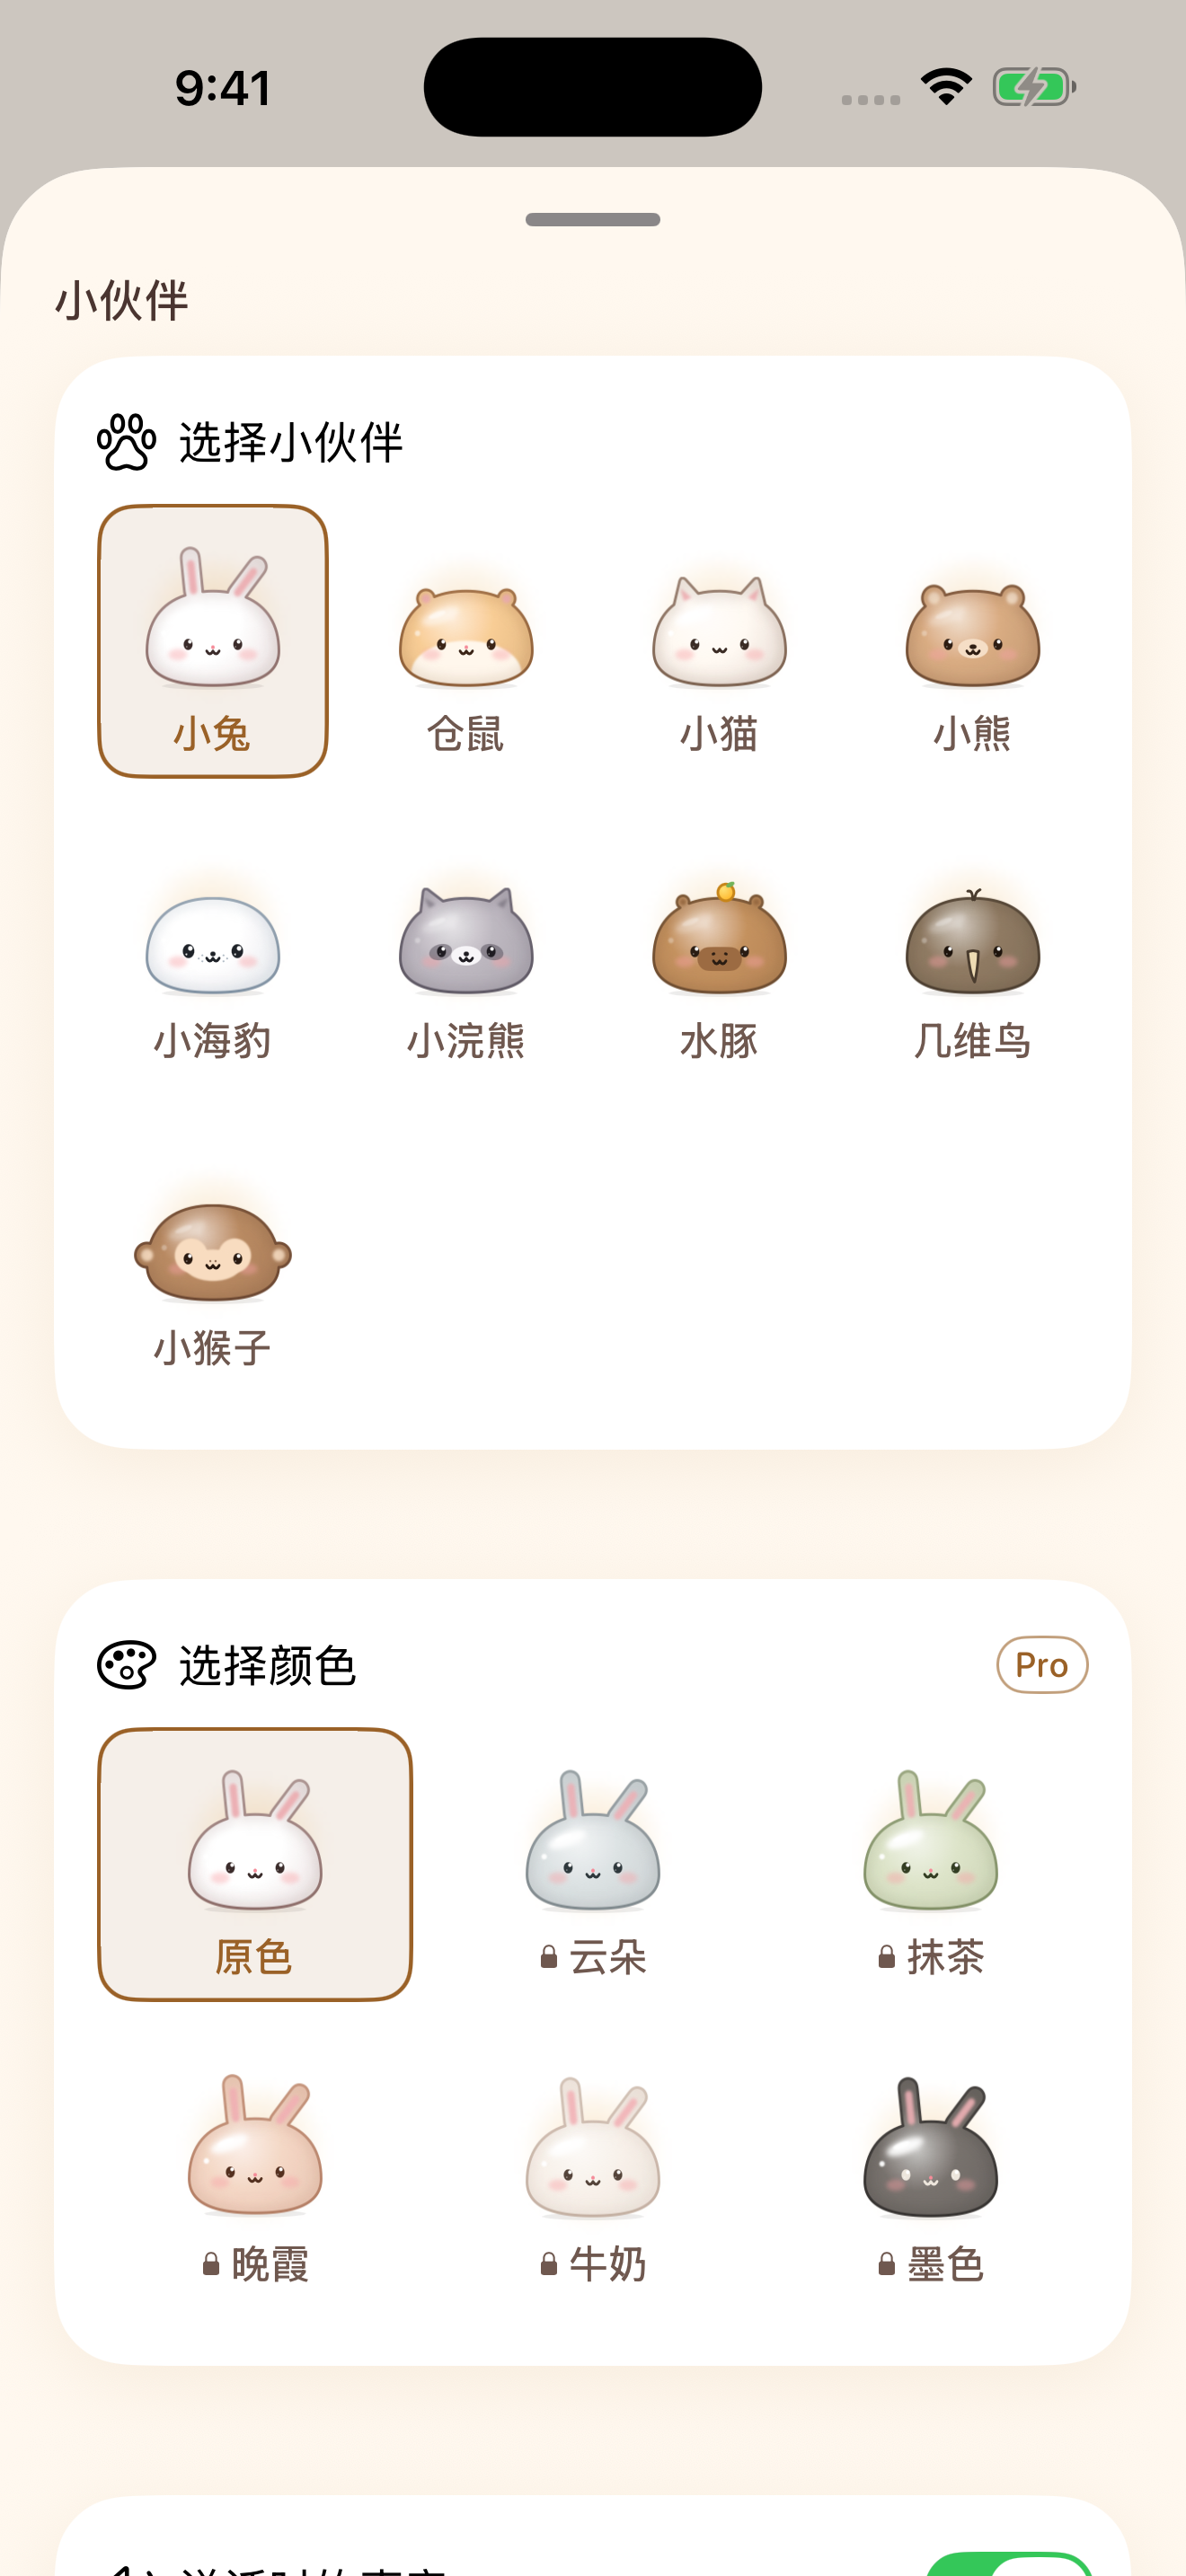 9:41
小伙伴
选择小伙伴
小兔
仓鼠
小猫
小熊
小海豹
小浣熊
水豚
几维鸟
小猴子
选择颜色
Pro
原色
云朵
抹茶
晚霞
牛奶
墨色